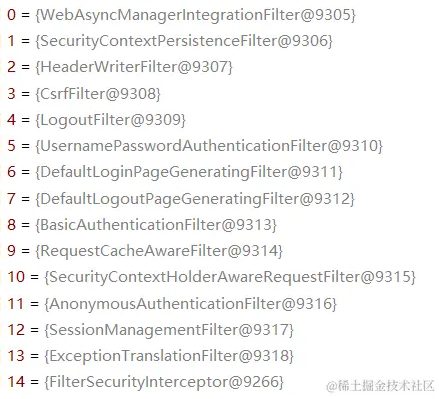 0 = {WebAsyncManagerIntegrationFilter@9305}
1 = {SecurityContextPersistenceFilter@9306}
2 = {HeaderWriterFilter@9307}
3 = {CsrfFilter@9308}
4 = {LogoutFilter@9309}
5 = {UsernamePasswordAuthenticationFilter@9310}
6 = {DefaultLoginPageGeneratingFilter@9311}
7 = {DefaultLogoutPageGeneratingFilter@9312}
8 = {BasicAuthenticationFilter@9313}
9 = {RequestCacheAwareFilter@9314}
10 = {SecurityContextHolderAwareRequestFilter@9315}
11 = {AnonymousAuthenticationFilter@9316}
12 = {SessionManagementFilter@9317}
13 = {ExceptionTranslationFilter@9318}
14 = {FilterSecurityInterceptor@9266}
@稀土掘金技术社区